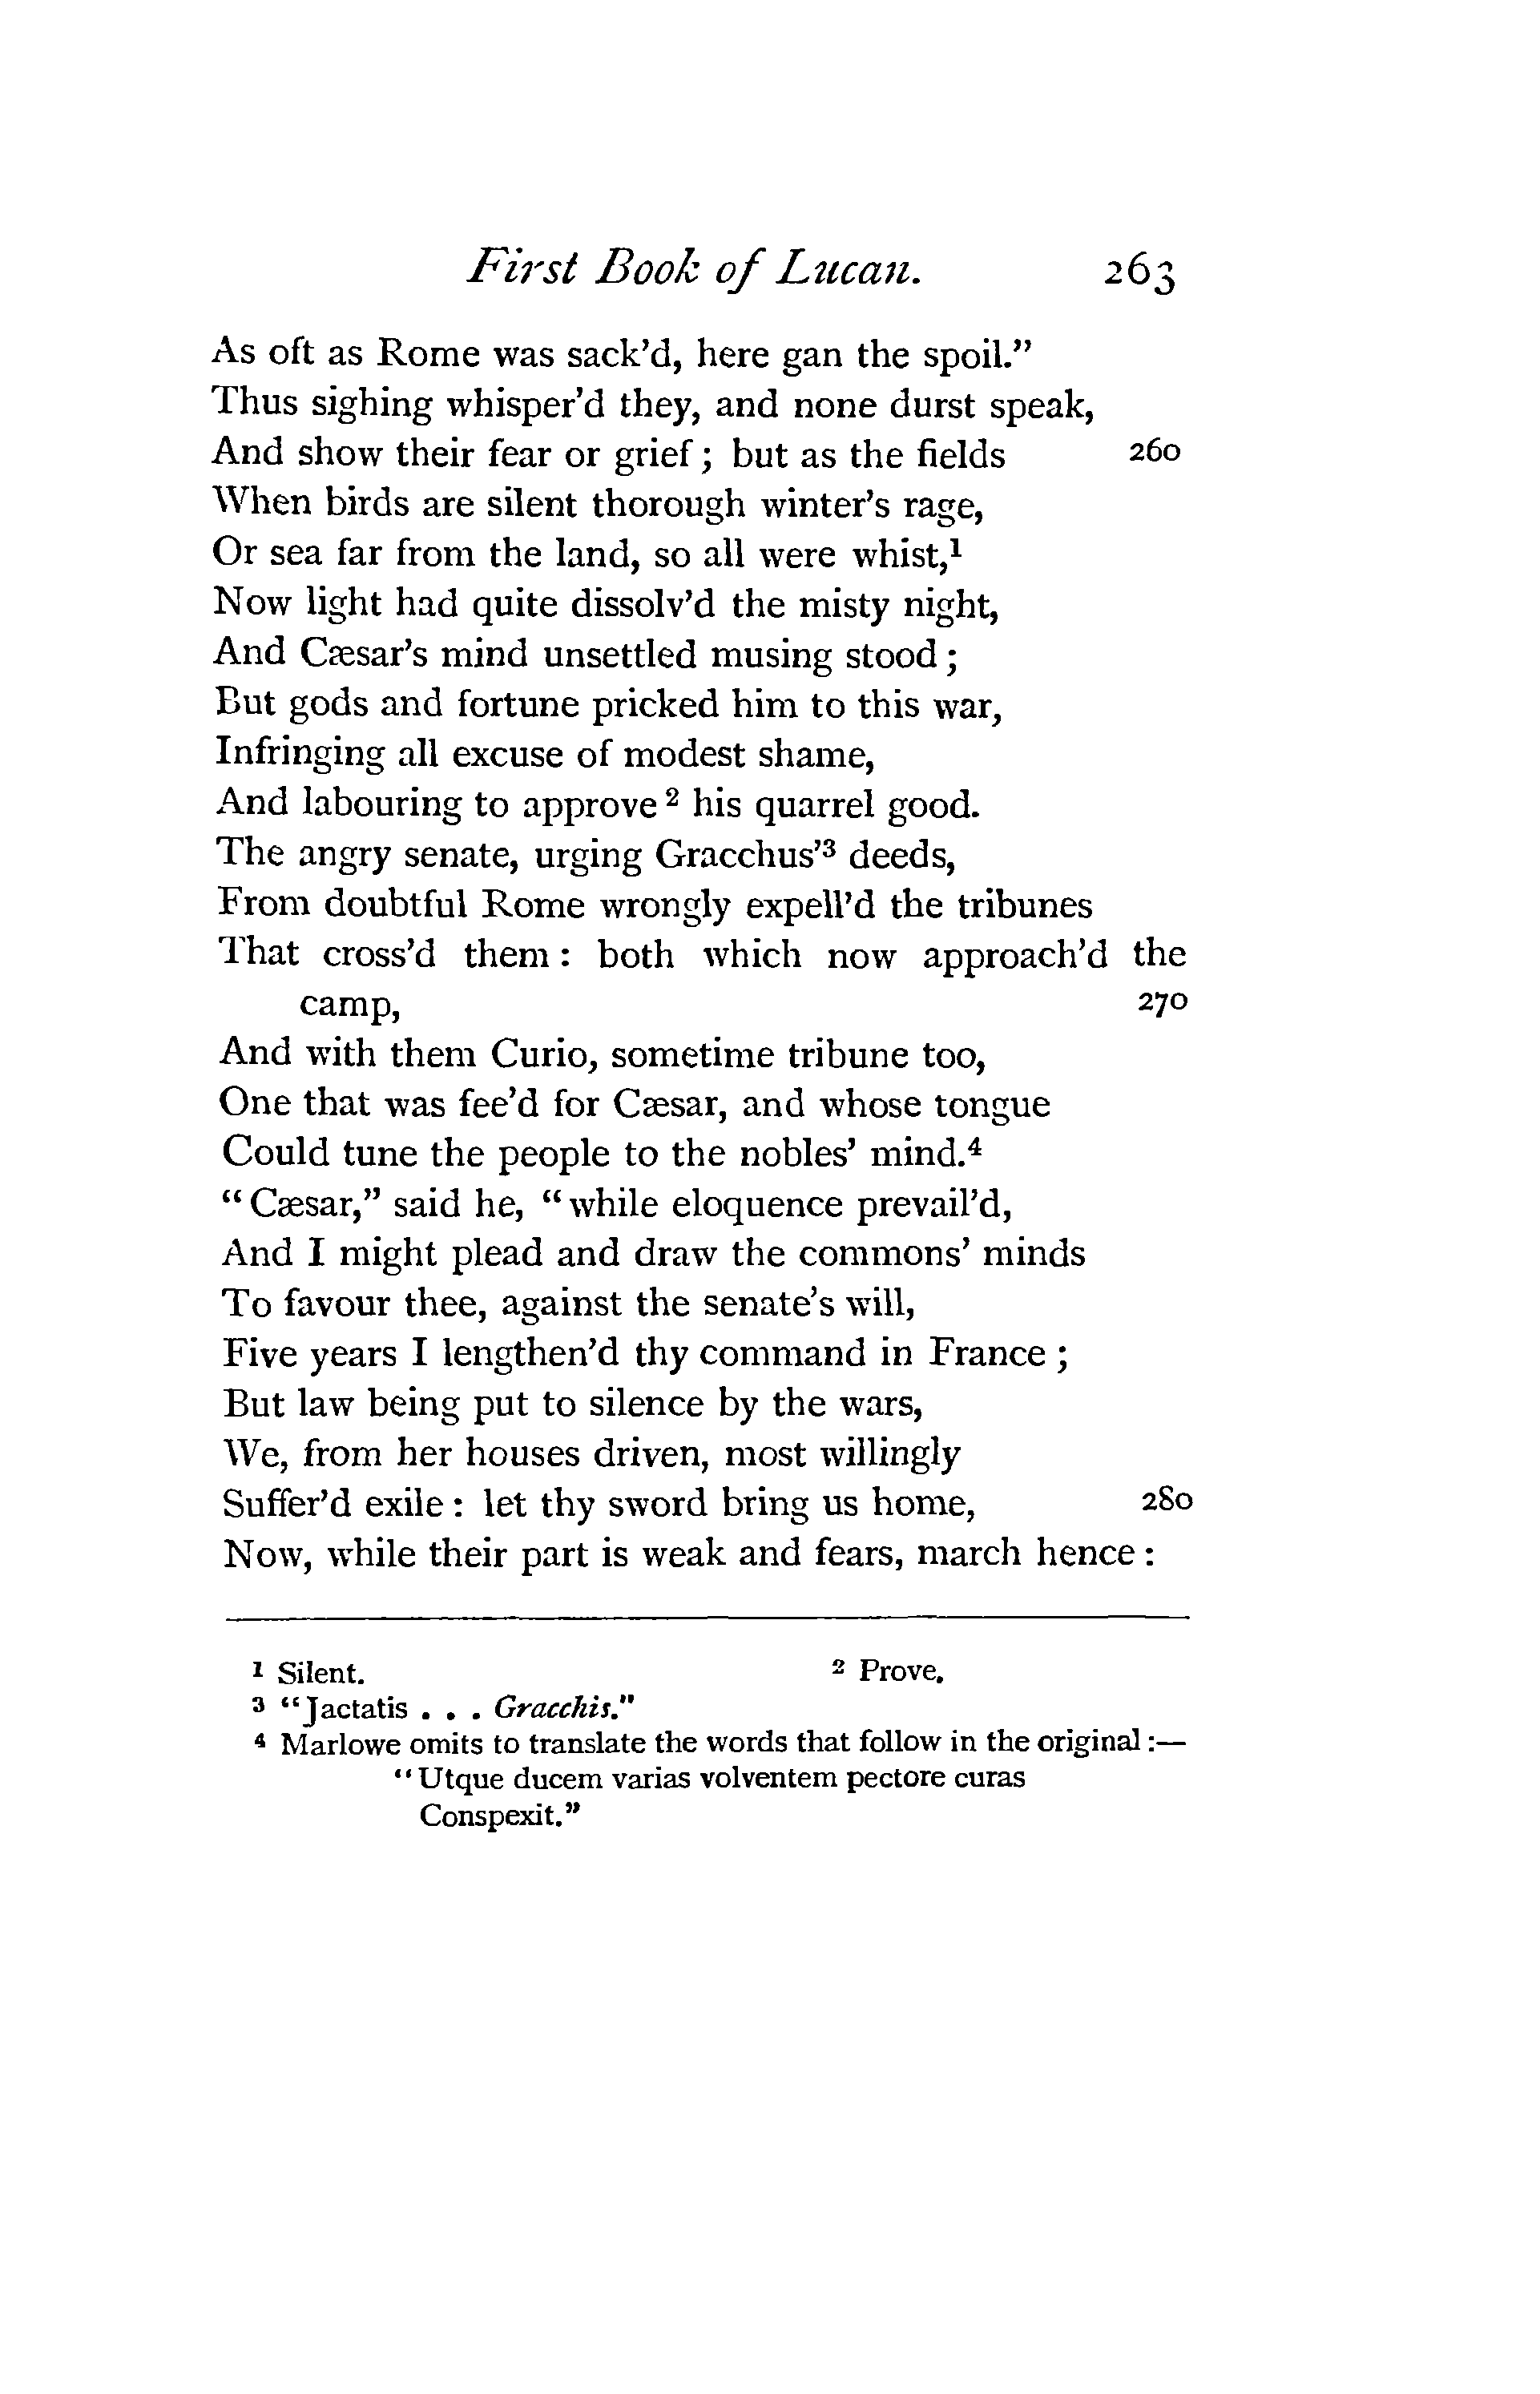 First Book of Lucan. 263
As oft as Rome was sack’d, here gan the spoil.”
Thus sighing whisper’d they, and none durst speak,
And show their fear or grief ; but as the fields 260
When birds are silent thorough winter’s rage,
Or sea far from the land, so all were whist,¹
Now light had quite dissolv’d the misty night,
And Cæsar’s mind unsettled musing stood ;
But gods and fortune pricked him to this war,
Infringing all excuse of modest shame,
And labouring to approve ² his quarrel good.
The angry senate, urging Gracchus’³ deeds,
From doubtful Rome wrongly expell’d the tribunes
That cross’d them : both which now approach’d the
camp, 270
And with them Curio, sometime tribune too,
One that was fee’d for Cæsar, and whose tongue
Could tune the people to the nobles’ mind.⁴
“Cæsar,” said he, “while eloquence prevail’d,
And I might plead and draw the commons’ minds
To favour thee, against the senate’s will,
Five years I lengthen’d thy command in France ;
But law being put to silence by the wars,
We, from her houses driven, most willingly
Suffer’d exile : let thy sword bring us home, 280
Now, while their part is weak and fears, march hence :
¹ Silent. ² Prove.
³ “Jactatis . . . Gracchis.”
⁴ Marlowe omits to translate the words that follow in the original :—
“Utque ducem varias volventem pectore curas
Conspexit.”